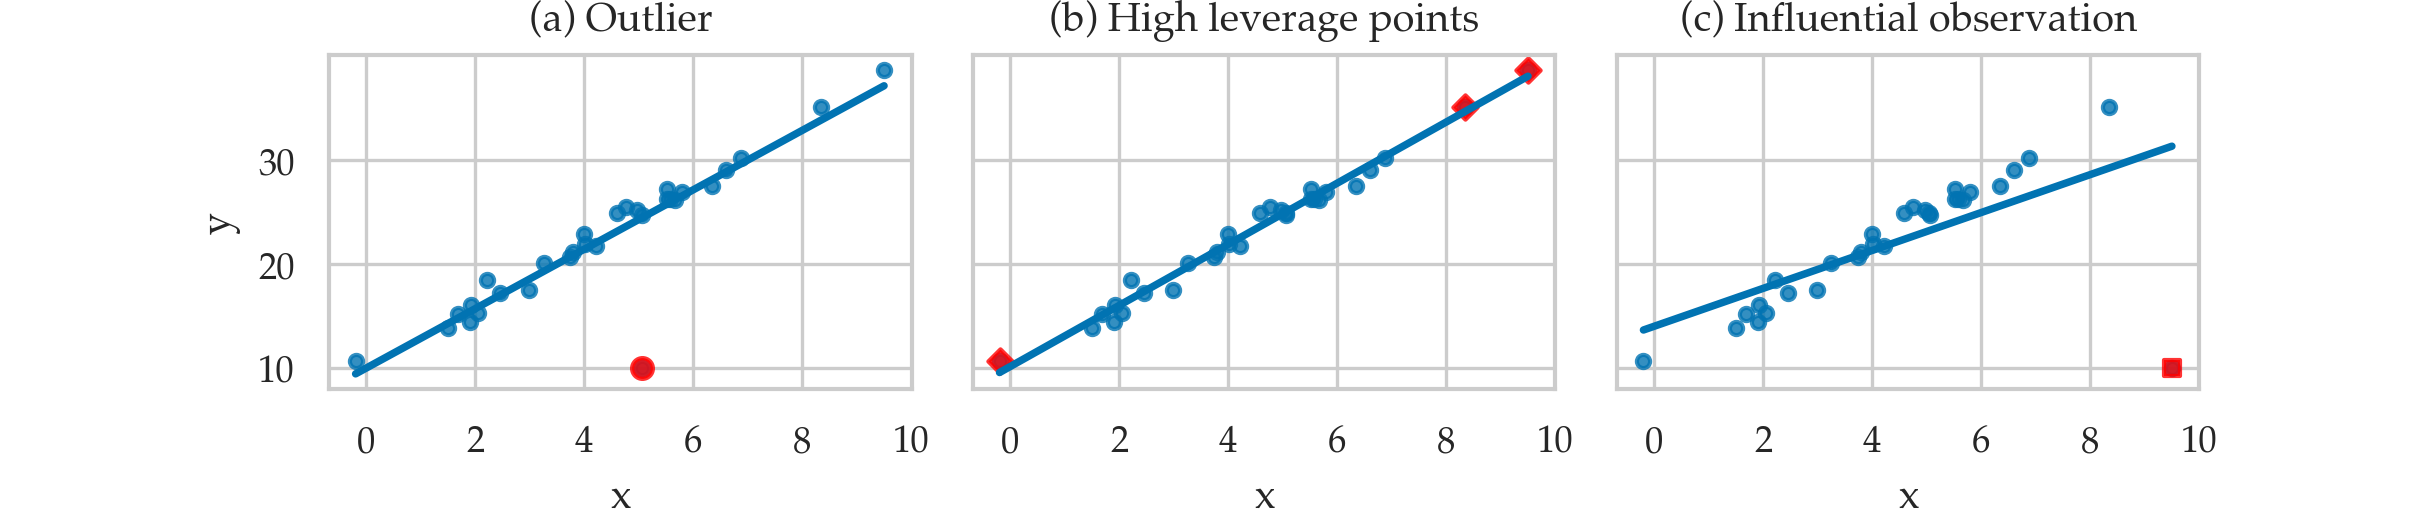 (a) Outlier
(b) High leverage points
(c) Influential observation
y
30
20
10
0 2 4 6 8 10
0 2 4 6 8 10
0 2 4 6 8 10
x
x
x